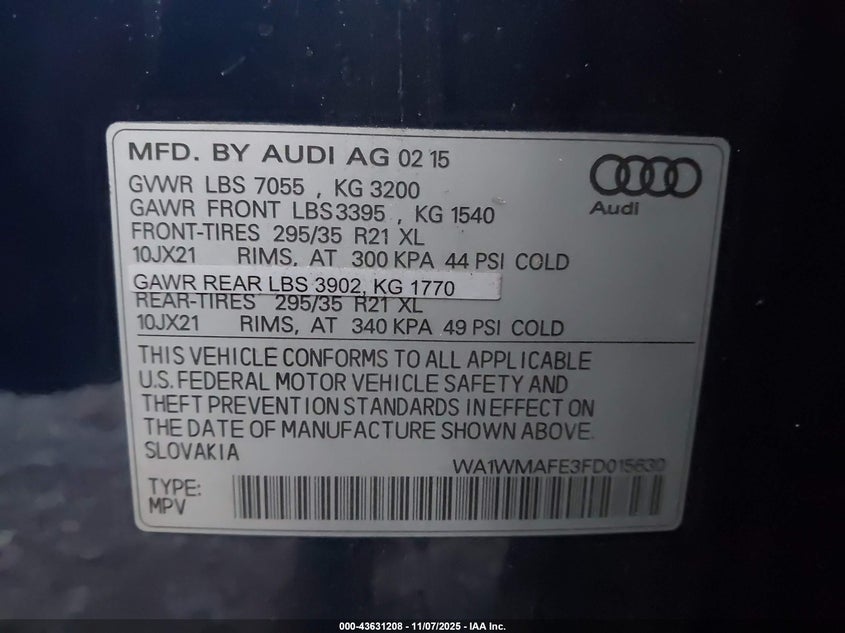 MFD. BY AUDI AG 02 15
GVWR LBS 7055 , KG 3200
GAWR FRONT LBS3395 , KG 1540
FRONT-TIRES 295/35 R21 XL
10JX21 RIMS, AT 300 KPA 44 PSI COLD
GAWR REAR LBS 3902, KG 1770
REAR-TIRES 295/35 R21 XL
10JX21 RIMS, AT 340 KPA 49 PSI COLD
Audi
THIS VEHICLE CONFORMS TO ALL APPLICABLE
U.S. FEDERAL MOTOR VEHICLE SAFETY AND
THEFT PREVENTION STANDARDS IN EFFECT ON
THE DATE OF MANUFACTURE SHOWN ABOVE.
SLOVAKIA
WA1WMAFE3FD015630
TYPE:
MPV
000-43631208 - 11/07/2025 - IAA Inc.